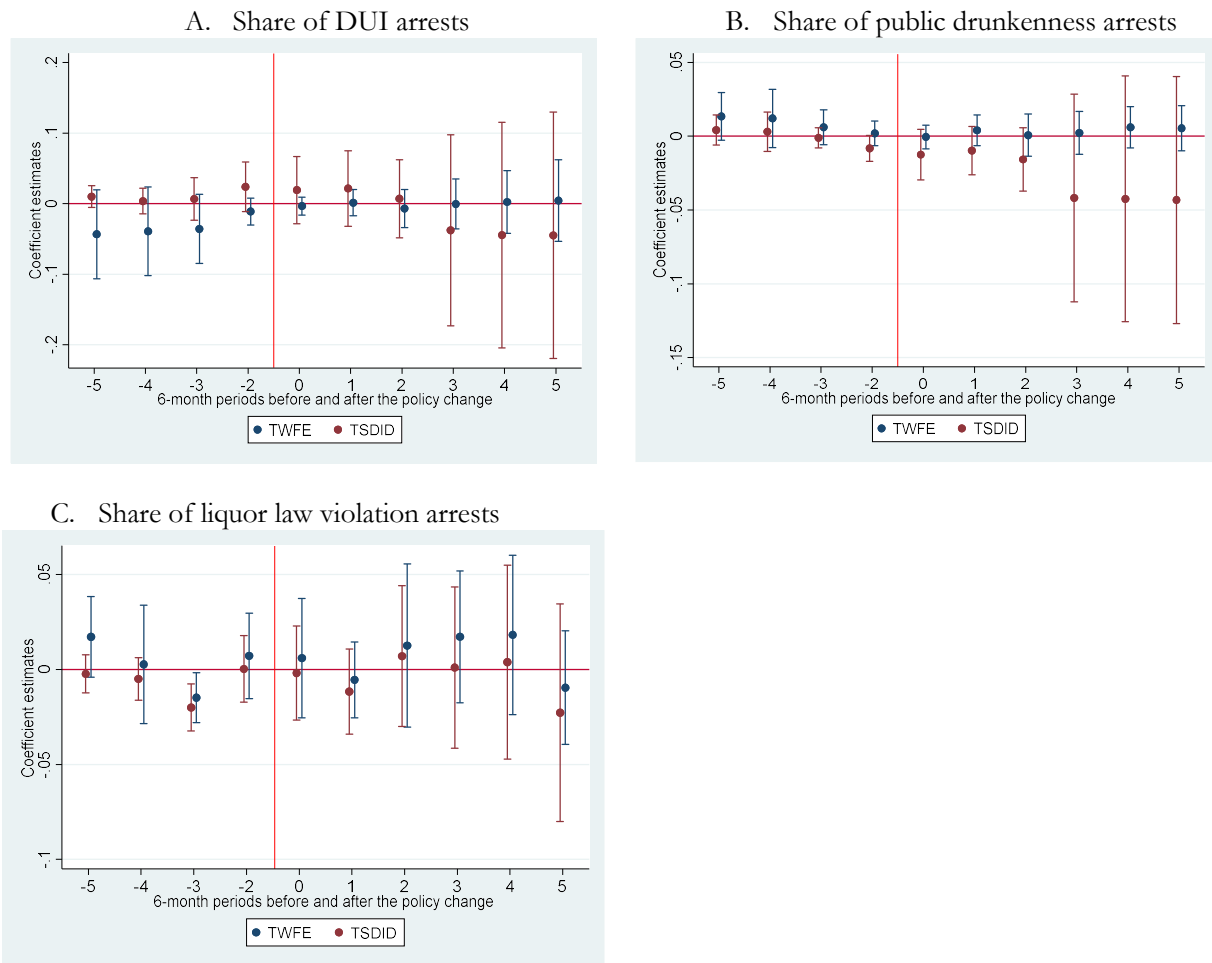 A. Share of DUI arrests
Coefficient estimates
.2
.1
0
-.1
-.2
-5 -4 -3 -2 0 1 2 3 4 5
6-month periods before and after the policy change
TWFE TSDID
B. Share of public drunkenness arrests
Coefficient estimates
.05
0
-.05
-.1
-.15
-5 -4 -3 -2 0 1 2 3 4 5
6-month periods before and after the policy change
TWFE TSDID
C. Share of liquor law violation arrests
Coefficient estimates
.05
0
-.05
-.1
-5 -4 -3 -2 0 1 2 3 4 5
6-month periods before and after the policy change
TWFE TSDID